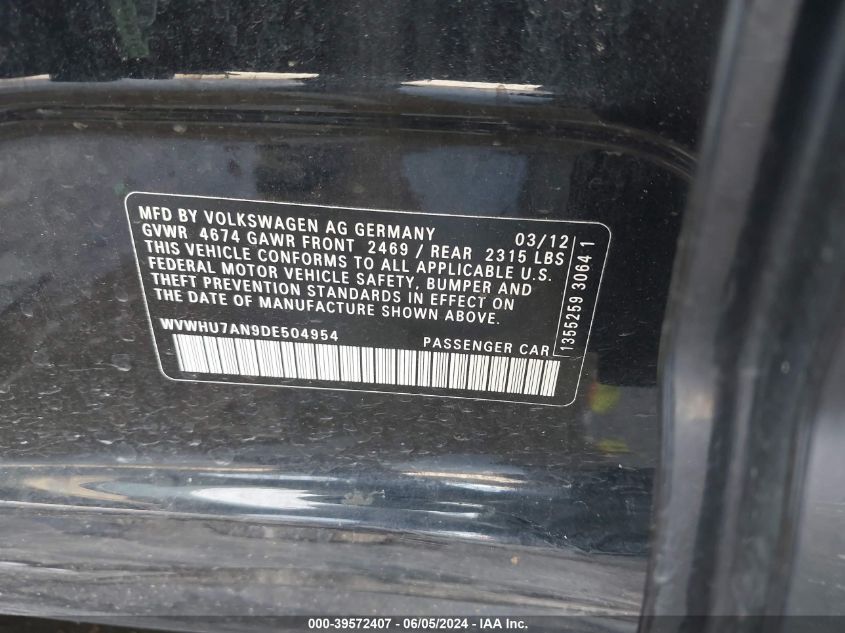 MFD BY VOLKSWAGEN AG GERMANY 03/12
GVWR 4674 GAWR FRONT 2469 / REAR 2315 LBS
THIS VEHICLE CONFORMS TO ALL APPLICABLE U.S.
FEDERAL MOTOR VEHICLE SAFETY, BUMPER AND
THEFT PREVENTION STANDARDS IN EFFECT ON
THE DATE OF MANUFACTURE SHOWN ABOVE.
WVWHU7AN9DE504954 PASSENGER CAR
1355259 3064 1
000-39572407 - 06/05/2024 - IAA Inc.